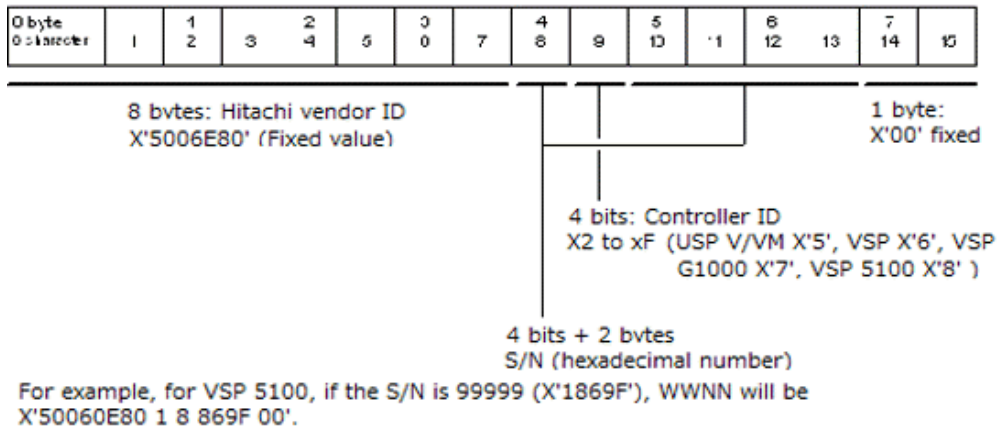 0 byte 1 2 3 4 5 6 7
0 character 1 2 3 4 5 6 7 8 9 10 11 12 13 14 15
8 bytes: Hitachi vendor ID
X'5006E80' (Fixed value)
1 byte:
X'00' fixed
4 bits: Controller ID
X2 to xF (USP V/VM X'5', VSP X'6', VSP
G1000 X'7', VSP 5100 X'8' )
4 bits + 2 bytes
S/N (hexadecimal number)
For example, for VSP 5100, if the S/N is 99999 (X'1869F'), WWNN will be
X'50060E80 1 8 869F 00'.